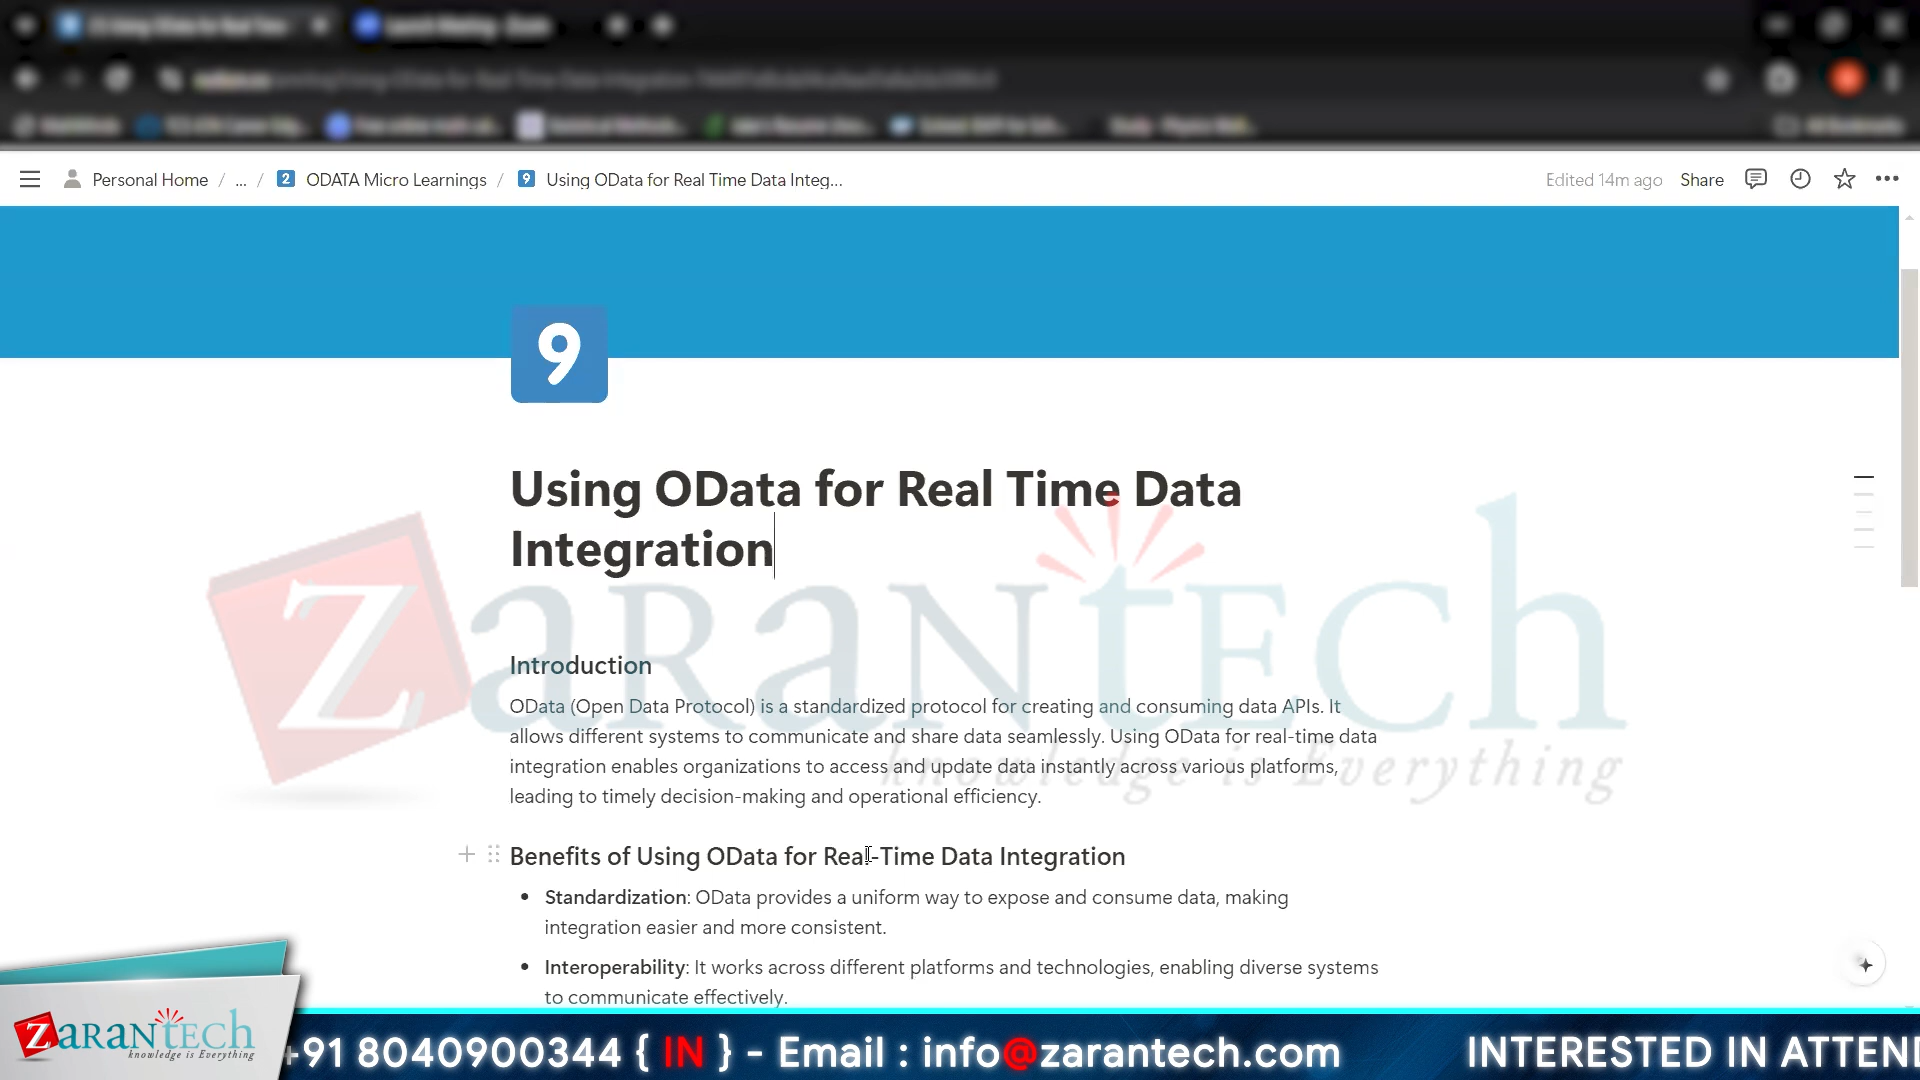 Personal Home / ... / 2 ODATA Micro Learnings / 9 Using OData for Real Time Data Integ...
Edited 14m ago Share
9
Using OData for Real Time Data
Integration
Introduction
OData (Open Data Protocol) is a standardized protocol for creating and consuming data APIs. It
allows different systems to communicate and share data seamlessly. Using OData for real-time data
integration enables organizations to access and update data instantly across various platforms,
leading to timely decision-making and operational efficiency.
Benefits of Using OData for Real-Time Data Integration
• Standardization: OData provides a uniform way to expose and consume data, making
integration easier and more consistent.
• Interoperability: It works across different platforms and technologies, enabling diverse systems
to communicate effectively.
ZaranTech
knowledge is Everything
ZaranTech
knowledge is Everything
+91 8040900344 { IN } - Email : info@zarantech.com INTERESTED IN ATTEN